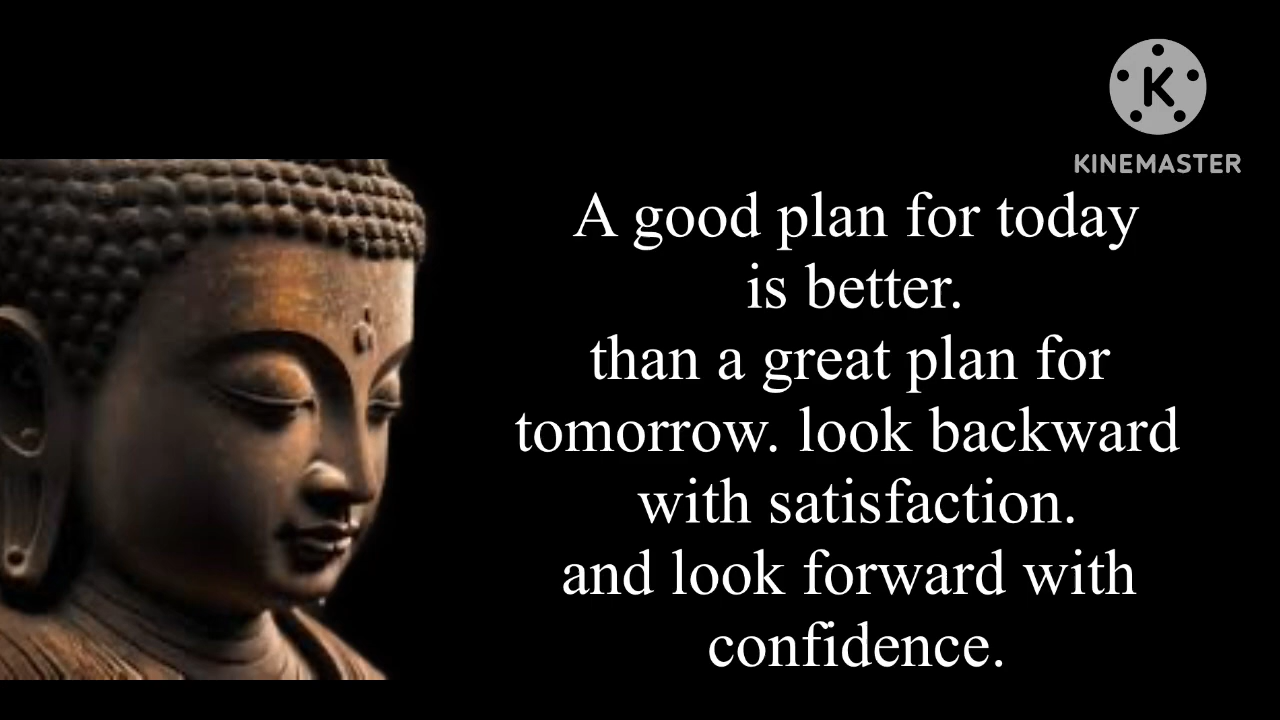 KINEMASTER
A good plan for today
is better.
than a great plan for
tomorrow. look backward
with satisfaction.
and look forward with
confidence.